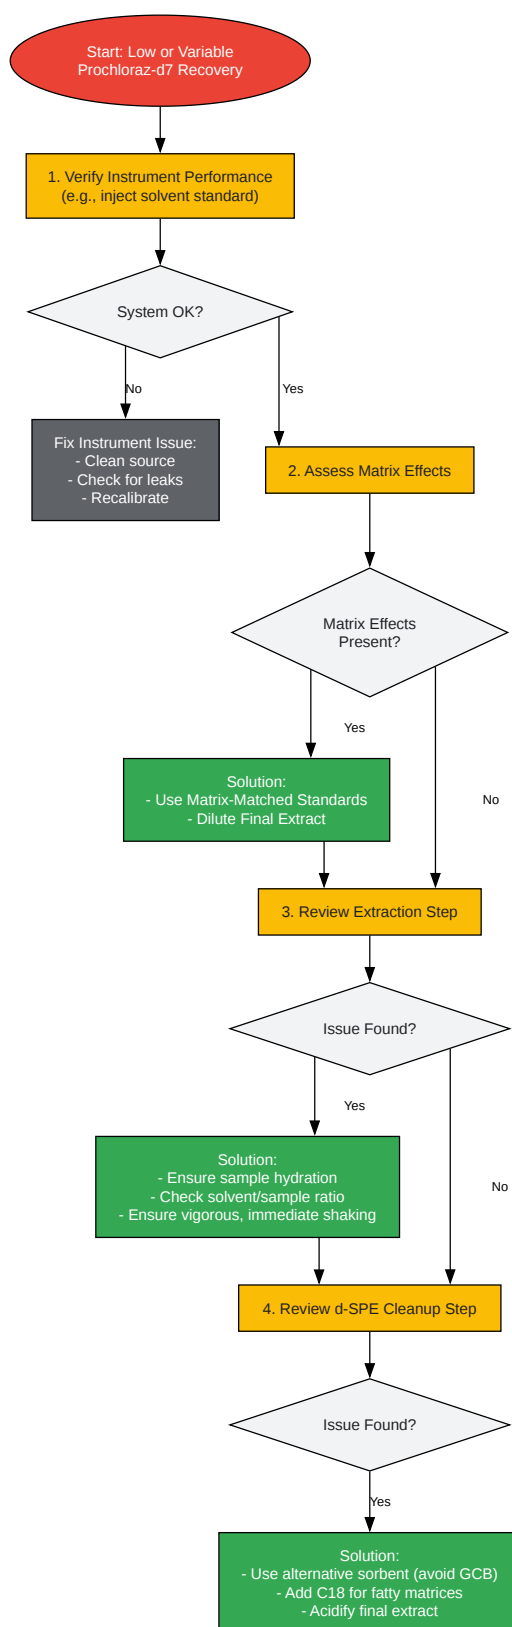 Start: Low or Variable
Prochloraz-d7 Recovery
1. Verify Instrument Performance
(e.g., inject solvent standard)
System OK?
No
Yes
Fix Instrument Issue:
- Clean source
- Check for leaks
- Recalibrate
2. Assess Matrix Effects
Matrix Effects
Present?
Yes
Solution:
- Use Matrix-Matched Standards
- Dilute Final Extract
No
3. Review Extraction Step
Issue Found?
Yes
Solution:
- Ensure sample hydration
- Check solvent/sample ratio
- Ensure vigorous, immediate shaking
No
4. Review d-SPE Cleanup Step
Issue Found?
Yes
Solution:
- Use alternative sorbent (avoid GCB)
- Add C18 for fatty matrices
- Acidify final extract